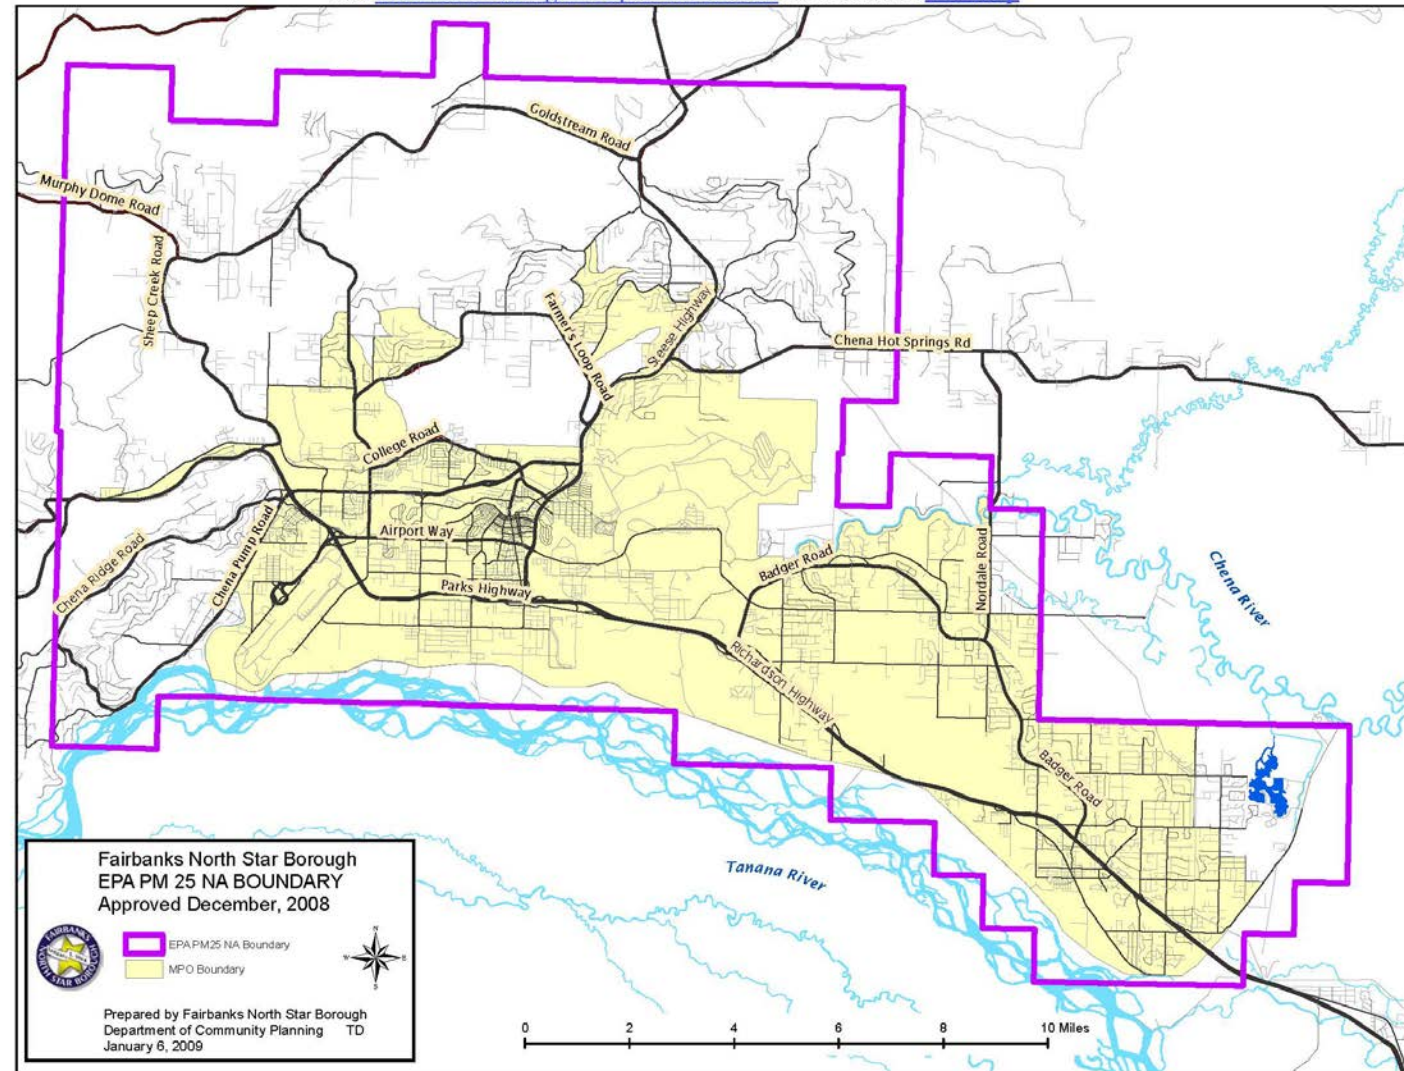 Goldstream Road
Murphy Dome Road
Sheep Creek Road
Farmer's Loop Road
Steese Highway
Chena Hot Springs Rd
College Road
Airport Way
Chena Pump Road
Chena Ridge Road
Parks Highway
Badger Road
Nordale Road
Chena River
Richardson Highway
Badger Road
Tanana River
Fairbanks North Star Borough
EPA PM 25 NA BOUNDARY
Approved December, 2008
FAIRBANKS
NORTH STAR BOROUGH
EPA PM25 NA Boundary
MPO Boundary
N
W E
S
Prepared by Fairbanks North Star Borough
Department of Community Planning TD
January 6, 2009
0 2 4 6 8 10 Miles